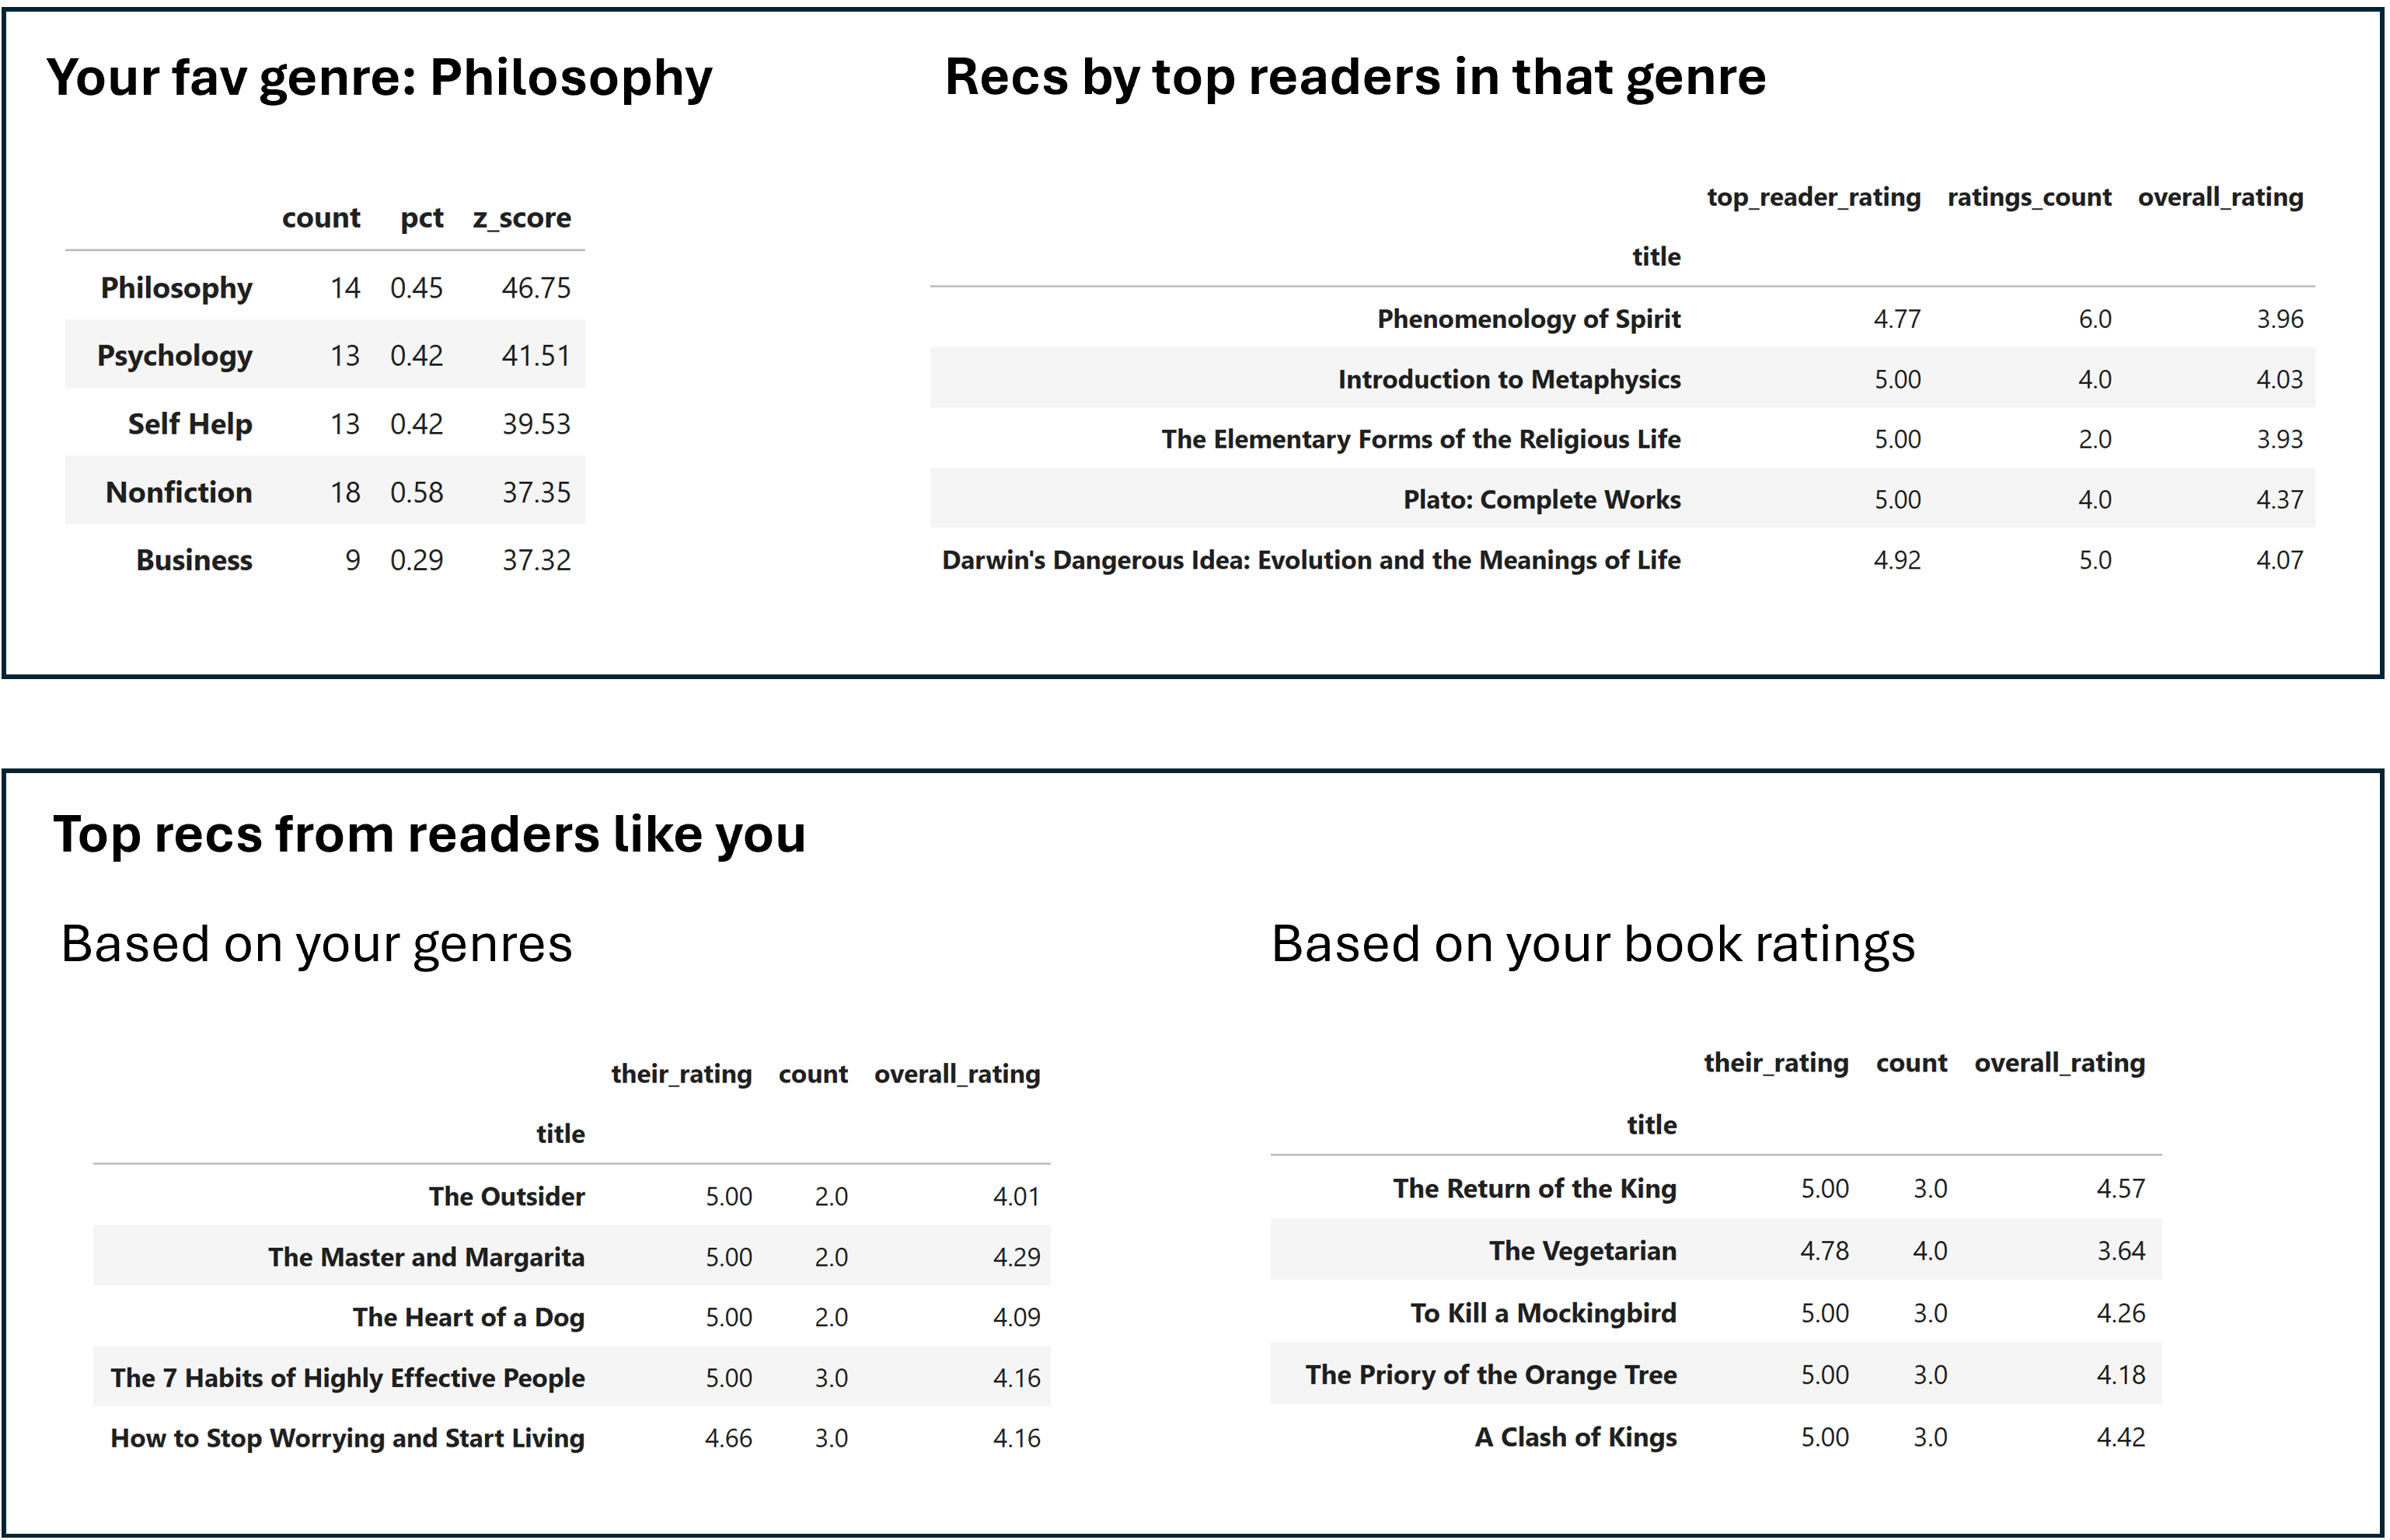 Your fav genre: Philosophy
count pct z_score
Philosophy 14 0.45 46.75
Psychology 13 0.42 41.51
Self Help 13 0.42 39.53
Nonfiction 18 0.58 37.35
Business 9 0.29 37.32
Recs by top readers in that genre
top_reader_rating ratings_count overall_rating
title
Phenomenology of Spirit 4.77 6.0 3.96
Introduction to Metaphysics 5.00 4.0 4.03
The Elementary Forms of the Religious Life 5.00 2.0 3.93
Plato: Complete Works 5.00 4.0 4.37
Darwin's Dangerous Idea: Evolution and the Meanings of Life 4.92 5.0 4.07
Top recs from readers like you
Based on your genres
their_rating count overall_rating
title
The Outsider 5.00 2.0 4.01
The Master and Margarita 5.00 2.0 4.29
The Heart of a Dog 5.00 2.0 4.09
The 7 Habits of Highly Effective People 5.00 3.0 4.16
How to Stop Worrying and Start Living 4.66 3.0 4.16
Based on your book ratings
their_rating count overall_rating
title
The Return of the King 5.00 3.0 4.57
The Vegetarian 4.78 4.0 3.64
To Kill a Mockingbird 5.00 3.0 4.26
The Priory of the Orange Tree 5.00 3.0 4.18
A Clash of Kings 5.00 3.0 4.42